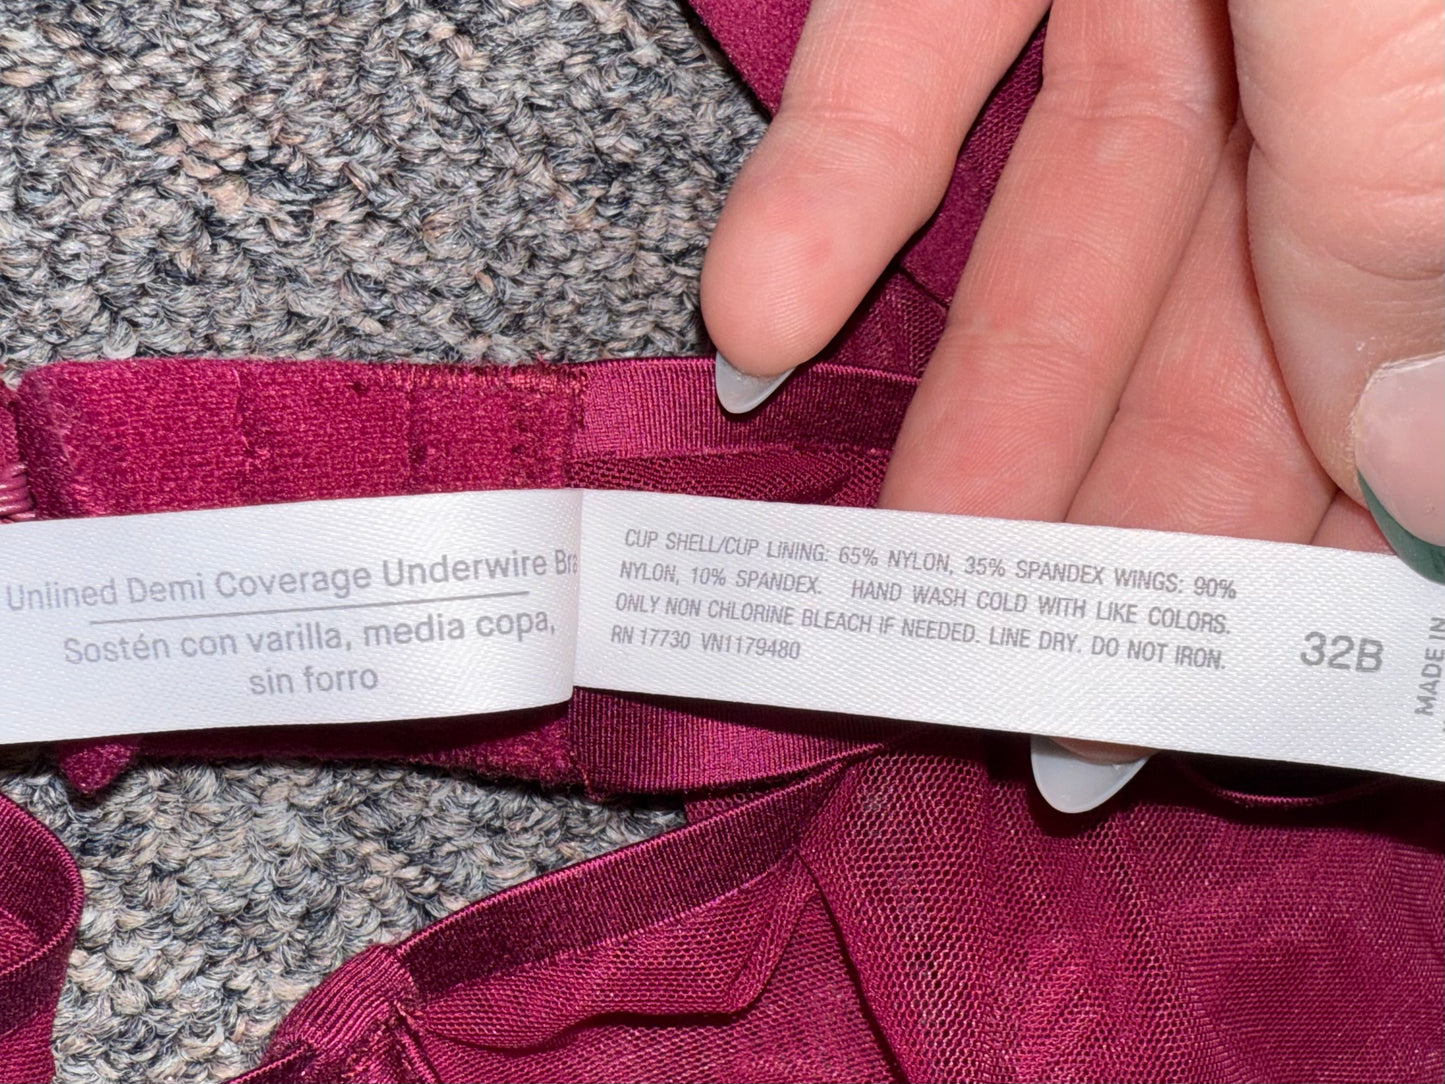 Unlined Demi Coverage Underwire Bra
Sostén con varilla, media copa,
sin forro
CUP SHELL/CUP LINING: 65% NYLON, 35% SPANDEX WINGS: 90%
NYLON, 10% SPANDEX. HAND WASH COLD WITH LIKE COLORS.
ONLY NON CHLORINE BLEACH IF NEEDED. LINE DRY. DO NOT IRON.
RN 17730 VN1179480
32B
MADE IN